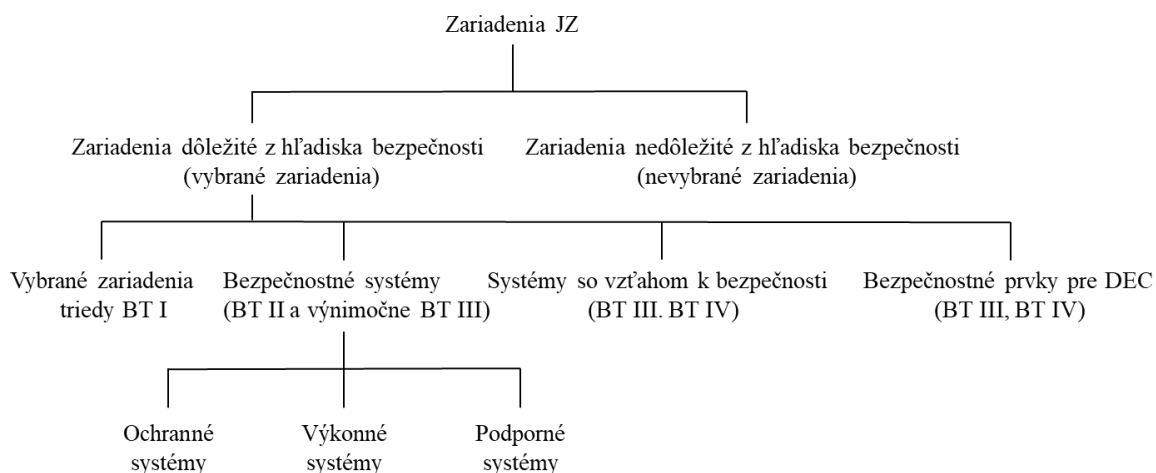 Zariadenia JZ
Zariadenia dôležité z hľadiska bezpečnosti
(vybrané zariadenia)
Zariadenia nedôležité z hľadiska bezpečnosti
(nevybrané zariadenia)
Vybrané zariadenia
triedy BT I
Bezpečnostné systémy
(BT II a výnimočne BT III)
Systémy so vzťahom k bezpečnosti
(BT III. BT IV)
Bezpečnostné prvky pre DEC
(BT III, BT IV)
Ochranné
systémy
Výkonné
systémy
Podporné
systémy